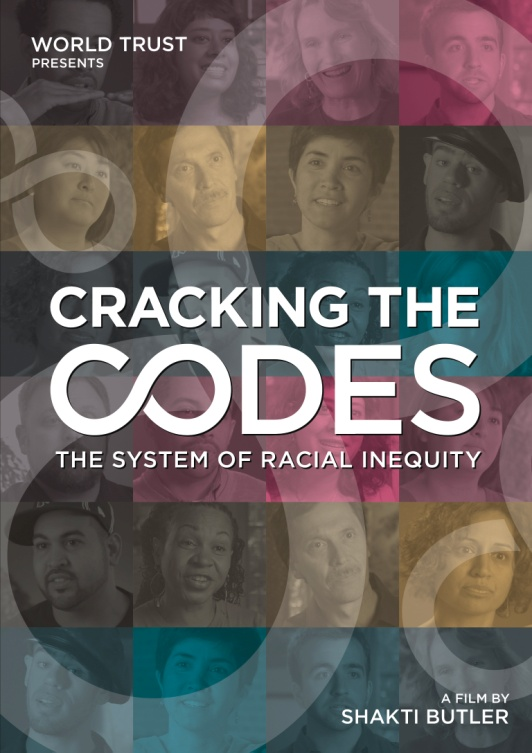 WORLD TRUST
PRESENTS
CRACKING THE
CODES
THE SYSTEM OF RACIAL INEQUITY
A FILM BY
SHAKTI BUTLER